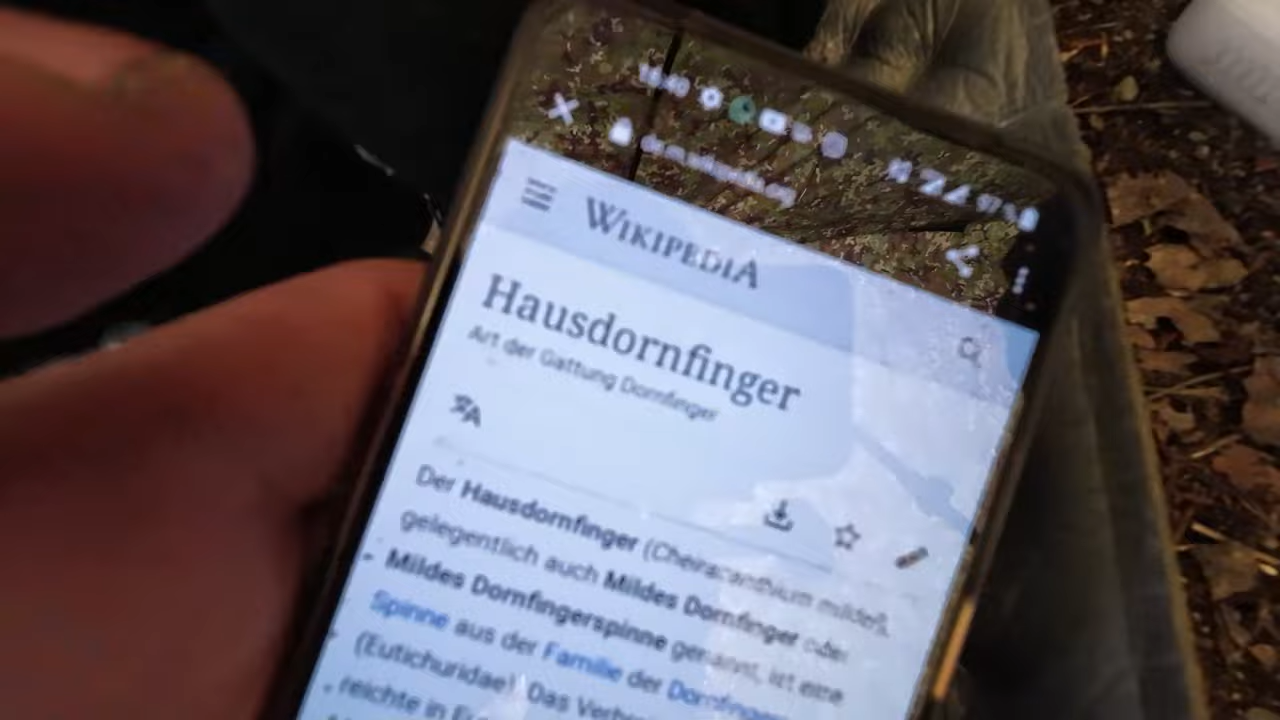 WIKIPEDIA
Hausdornfinger
Art der Gattung Dornfinger
Der Hausdornfinger (Cheiracanthium mildei),
gelegentlich auch Mildes Dornfinger oder
Mildes Dornfingerspinne genannt, ist eine
Spinne aus der Familie der Dornfinger
(Eutichuridae). Das
reichte in